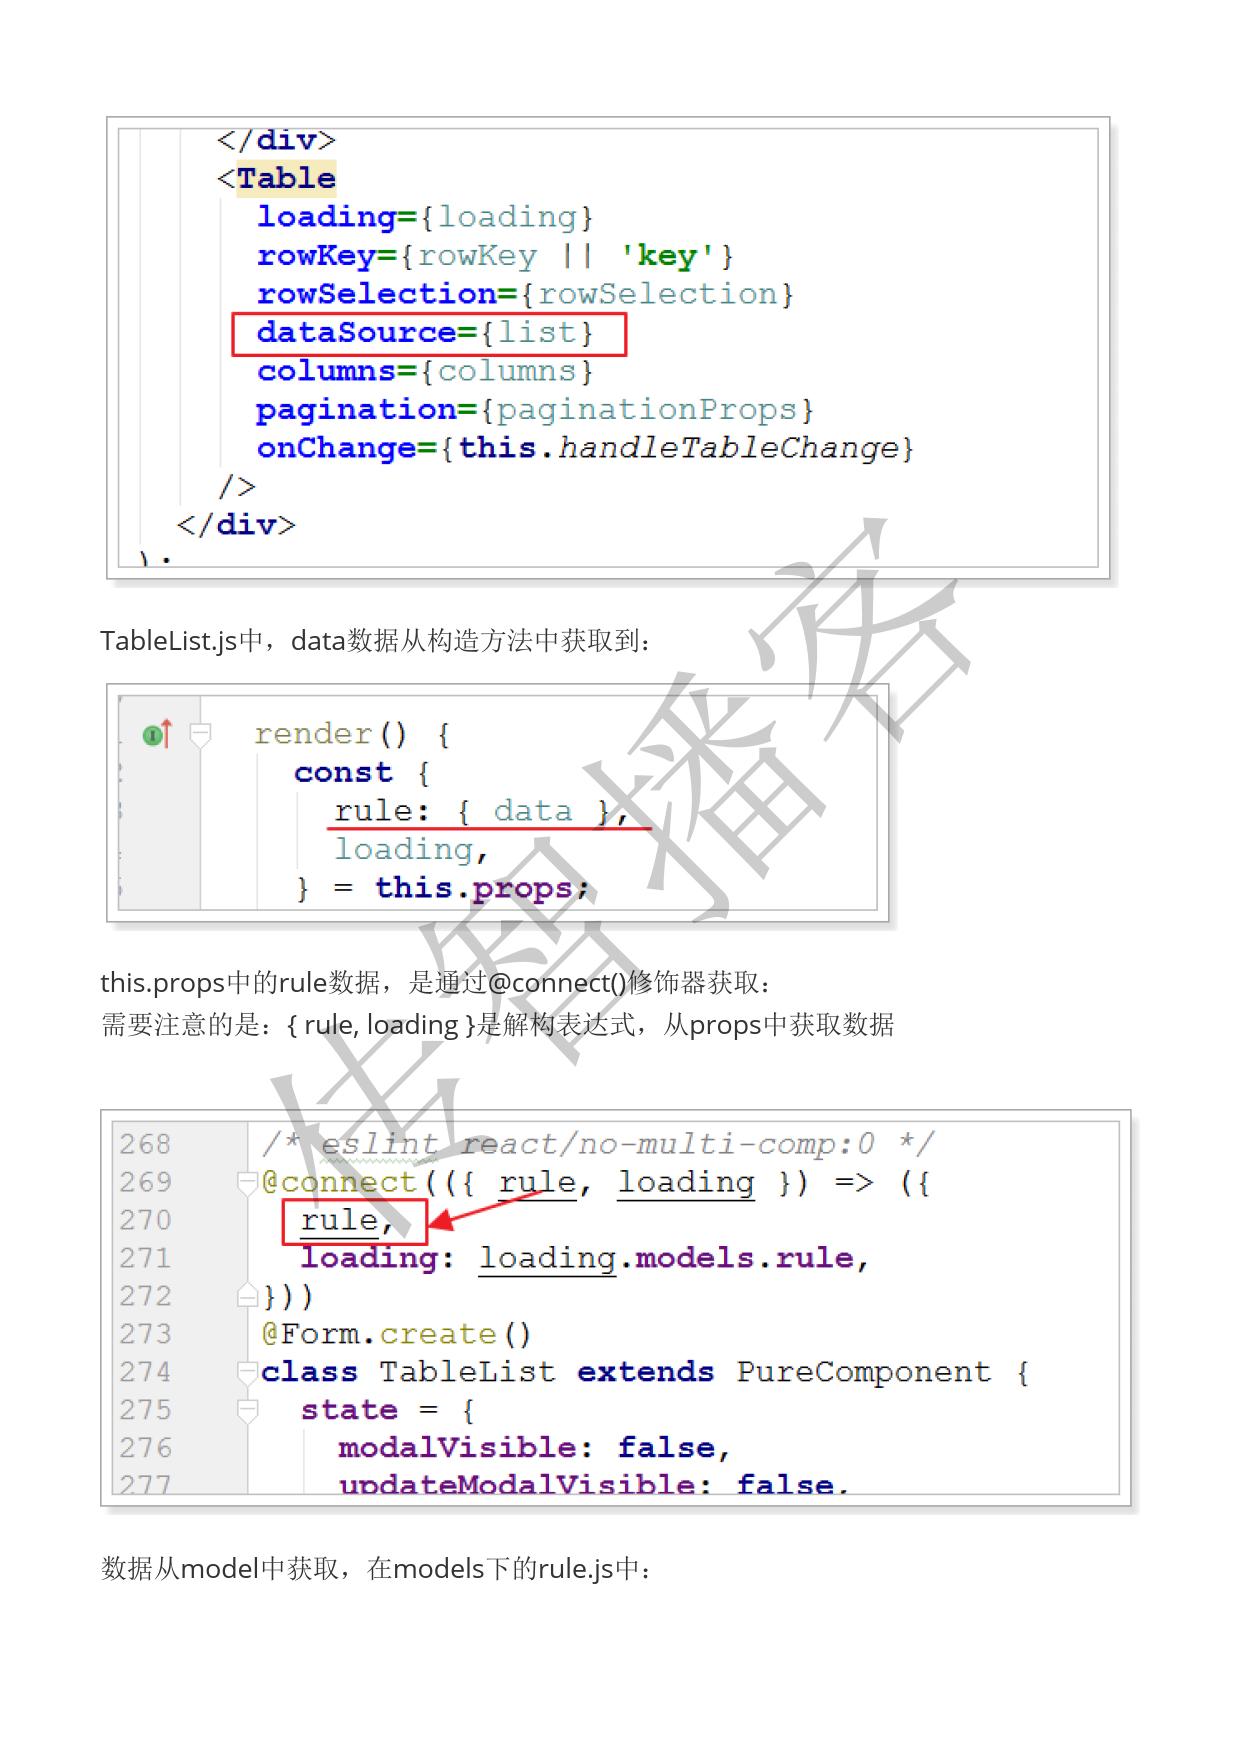 </div>
<Table
loading={loading}
rowKey={rowKey || 'key'}
rowSelection={rowSelection}
dataSource={list}
columns={columns}
pagination={paginationProps}
onChange={this.handleTableChange}
/>
</div>
);
TableList.js中，data数据从构造方法中获取到：
render() {
const {
rule: { data },
loading,
} = this.props;
this.props中的rule数据，是通过@connect()修饰器获取：
需要注意的是：{ rule, loading }是解构表达式，从props中获取数据
268 /* eslint react/no-multi-comp:0 */
269 @connect(({ rule, loading }) => ({
270 rule,
271 loading: loading.models.rule,
272 }))
273 @Form.create()
274 class TableList extends PureComponent {
275 state = {
276 modalVisible: false,
277 updateModalVisible: false,
数据从model中获取，在models下的rule.js中：
传智播客